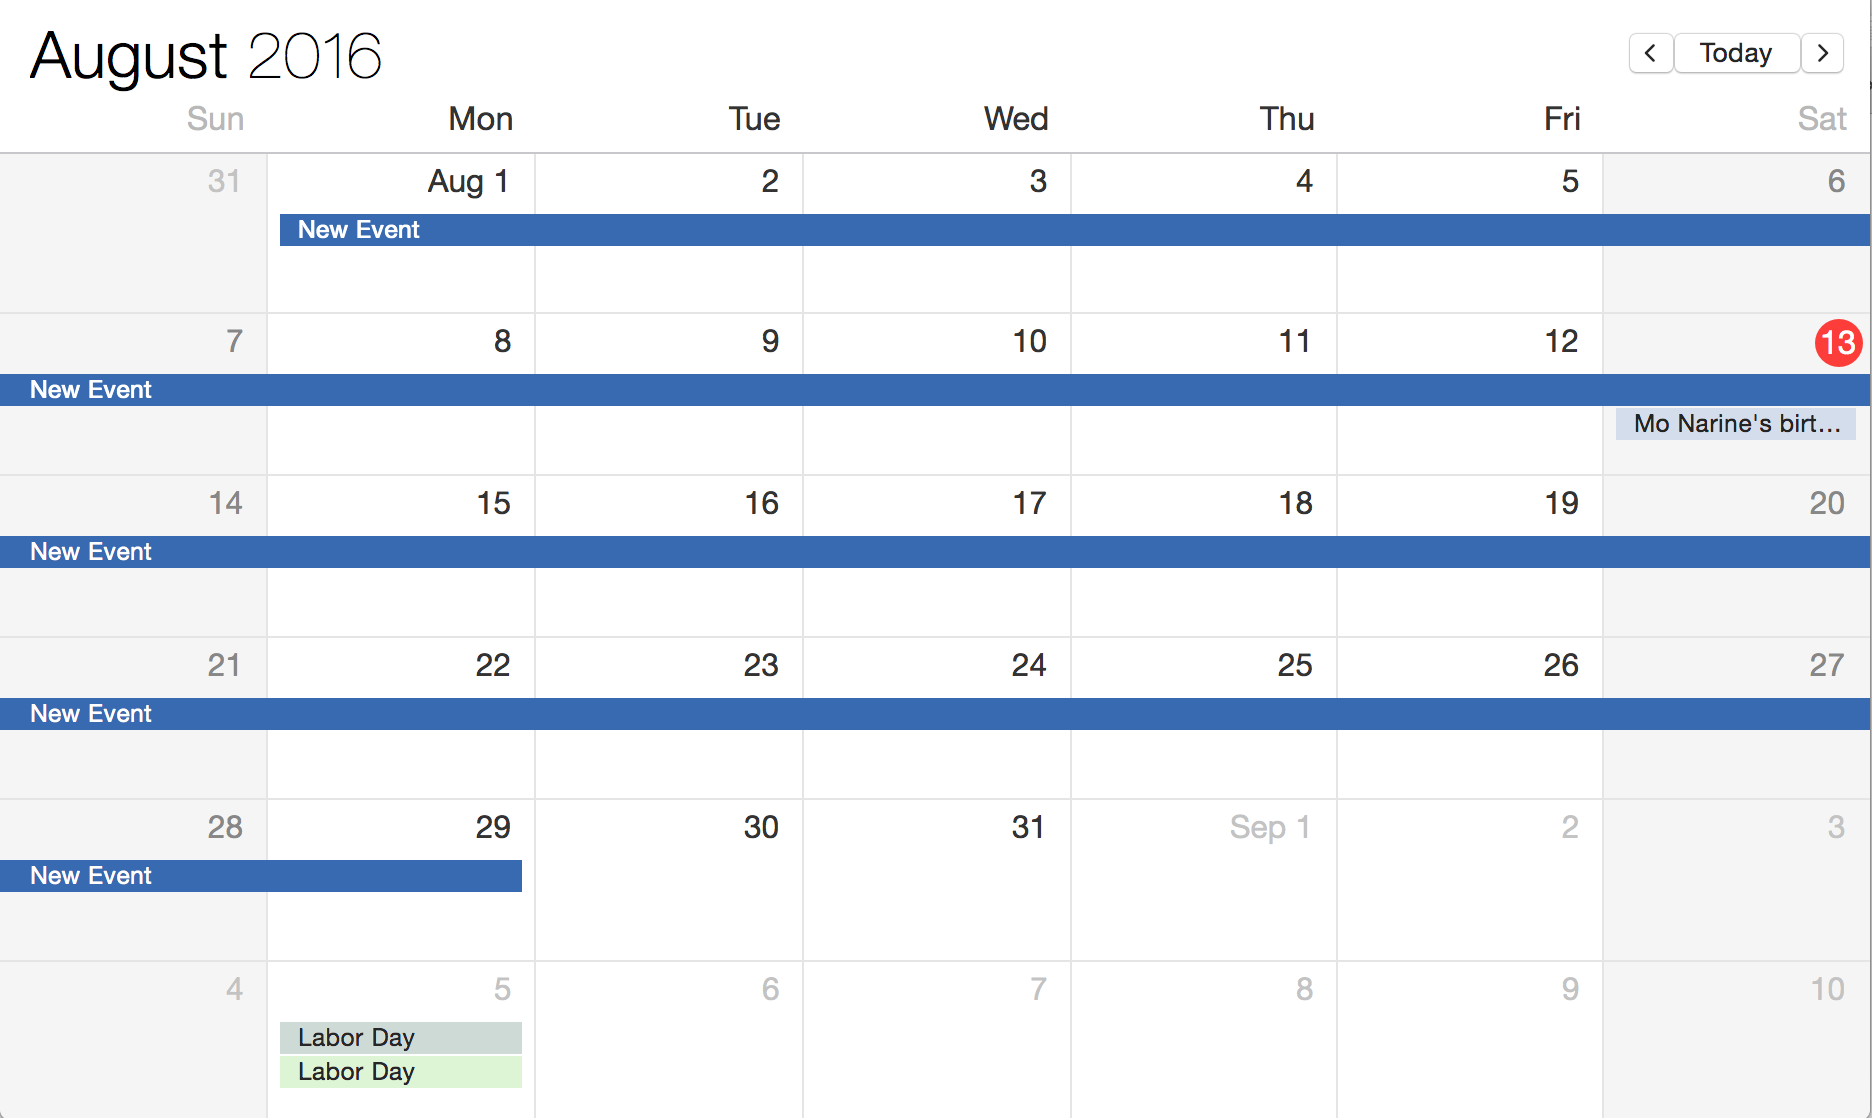 August 2016
< Today >
Sun Mon Tue Wed Thu Fri Sat
31 Aug 1 2 3 4 5 6
New Event
7 8 9 10 11 12 13
New Event
Mo Narine's birt...
14 15 16 17 18 19 20
New Event
21 22 23 24 25 26 27
New Event
28 29 30 31 Sep 1 2 3
New Event
4 5 6 7 8 9 10
Labor Day
Labor Day